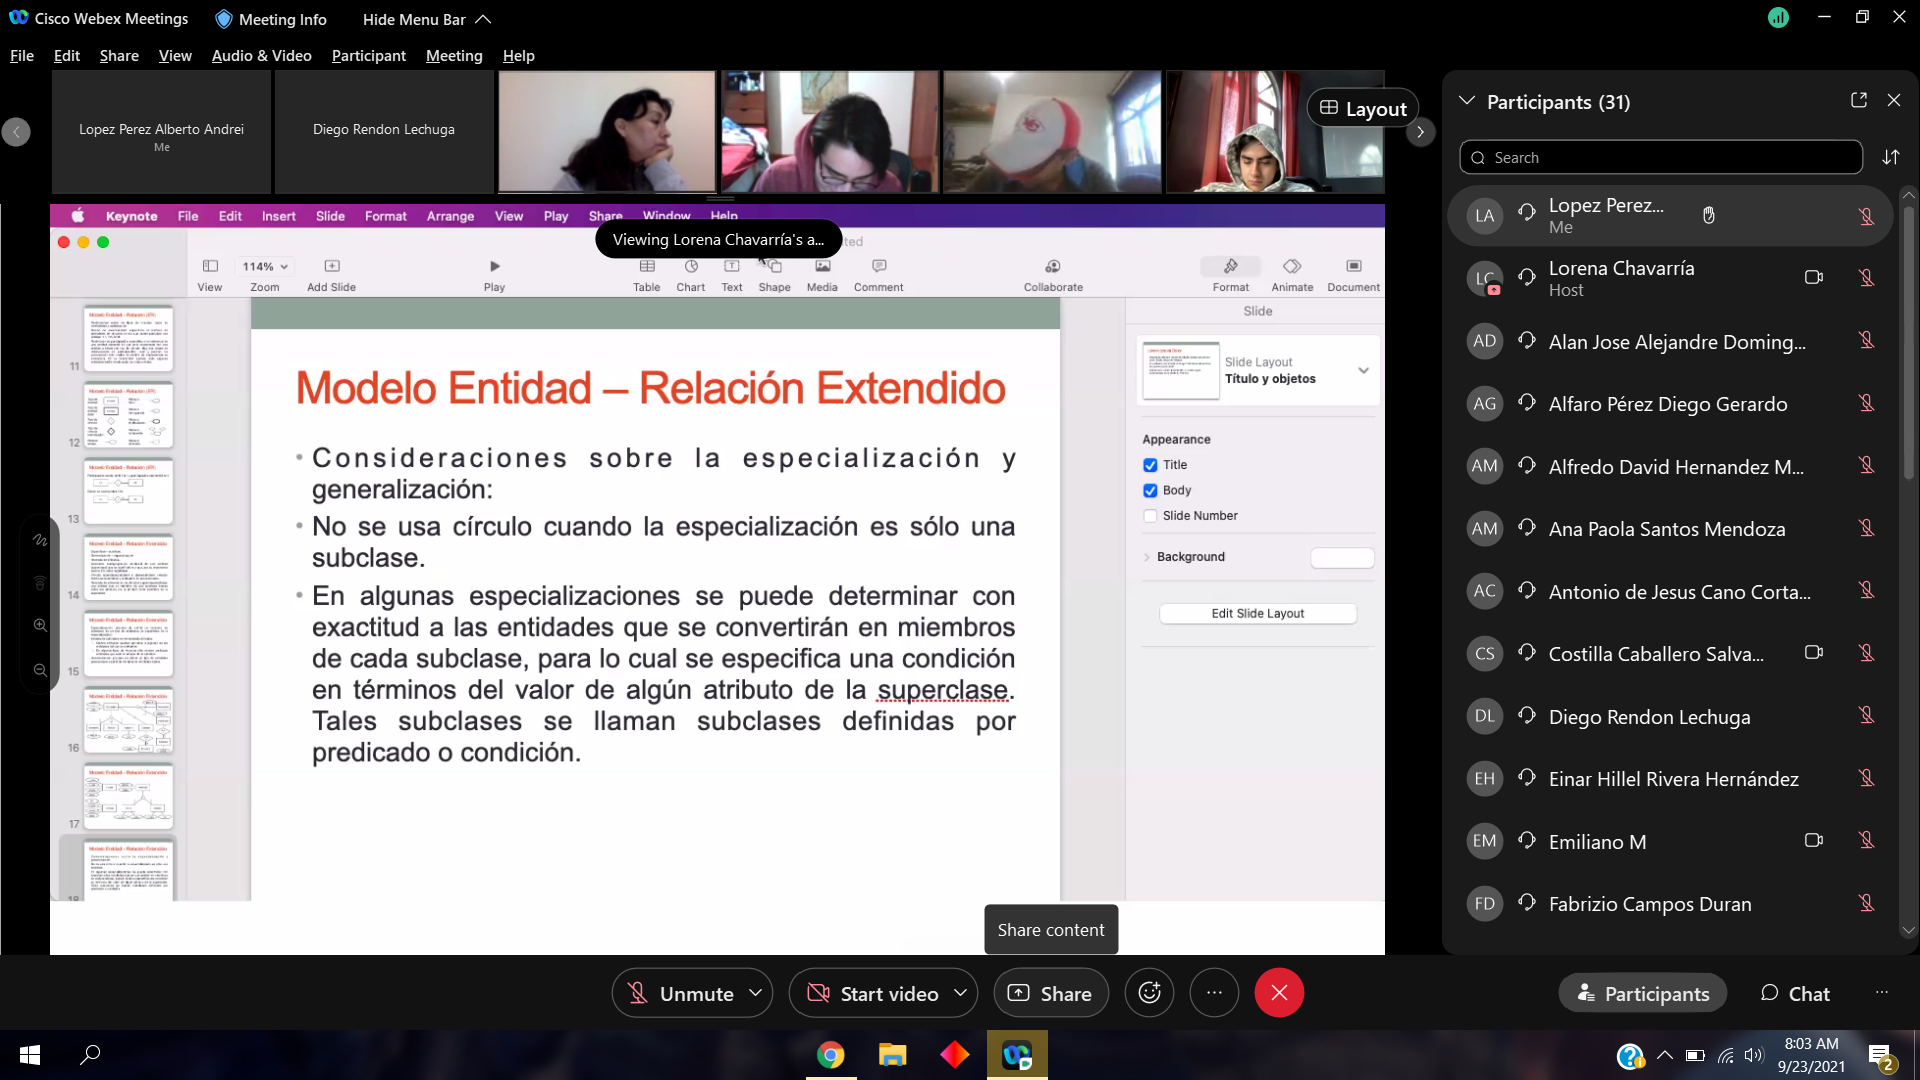 Cisco Webex Meetings
Meeting Info
Hide Menu Bar
File Edit Share View Audio & Video Participant Meeting Help
Lopez Perez Alberto Andrei
Me
Diego Rendon Lechuga
Layout
Keynote File Edit Insert Slide Format Arrange View Play Share Window Help
Viewing Lorena Chavarría's a...
114%
View Zoom Add Slide Play Table Chart Text Shape Media Comment Collaborate Format Animate Document
11
12
13
14
15
16
17
18
Modelo Entidad – Relación Extendido
• Consideraciones sobre la especialización y
generalización:
• No se usa círculo cuando la especialización es sólo una
subclase.
• En algunas especializaciones se puede determinar con
exactitud a las entidades que se convertirán en miembros
de cada subclase, para lo cual se especifica una condición
en términos del valor de algún atributo de la superclase.
Tales subclases se llaman subclases definidas por
predicado o condición.
Slide
Slide Layout
Título y objetos
Appearance
Title
Body
Slide Number
Background
Edit Slide Layout
Share content
Participants (31)
Search
LA Lopez Perez...
Me
LC Lorena Chavarría
Host
AD Alan Jose Alejandre Doming...
AG Alfaro Pérez Diego Gerardo
AM Alfredo David Hernandez M...
AM Ana Paola Santos Mendoza
AC Antonio de Jesus Cano Corta...
CS Costilla Caballero Salva...
DL Diego Rendon Lechuga
EH Einar Hillel Rivera Hernández
EM Emiliano M
FD Fabrizio Campos Duran
Unmute
Start video
Share
Participants
Chat
8:03 AM
9/23/2021
2